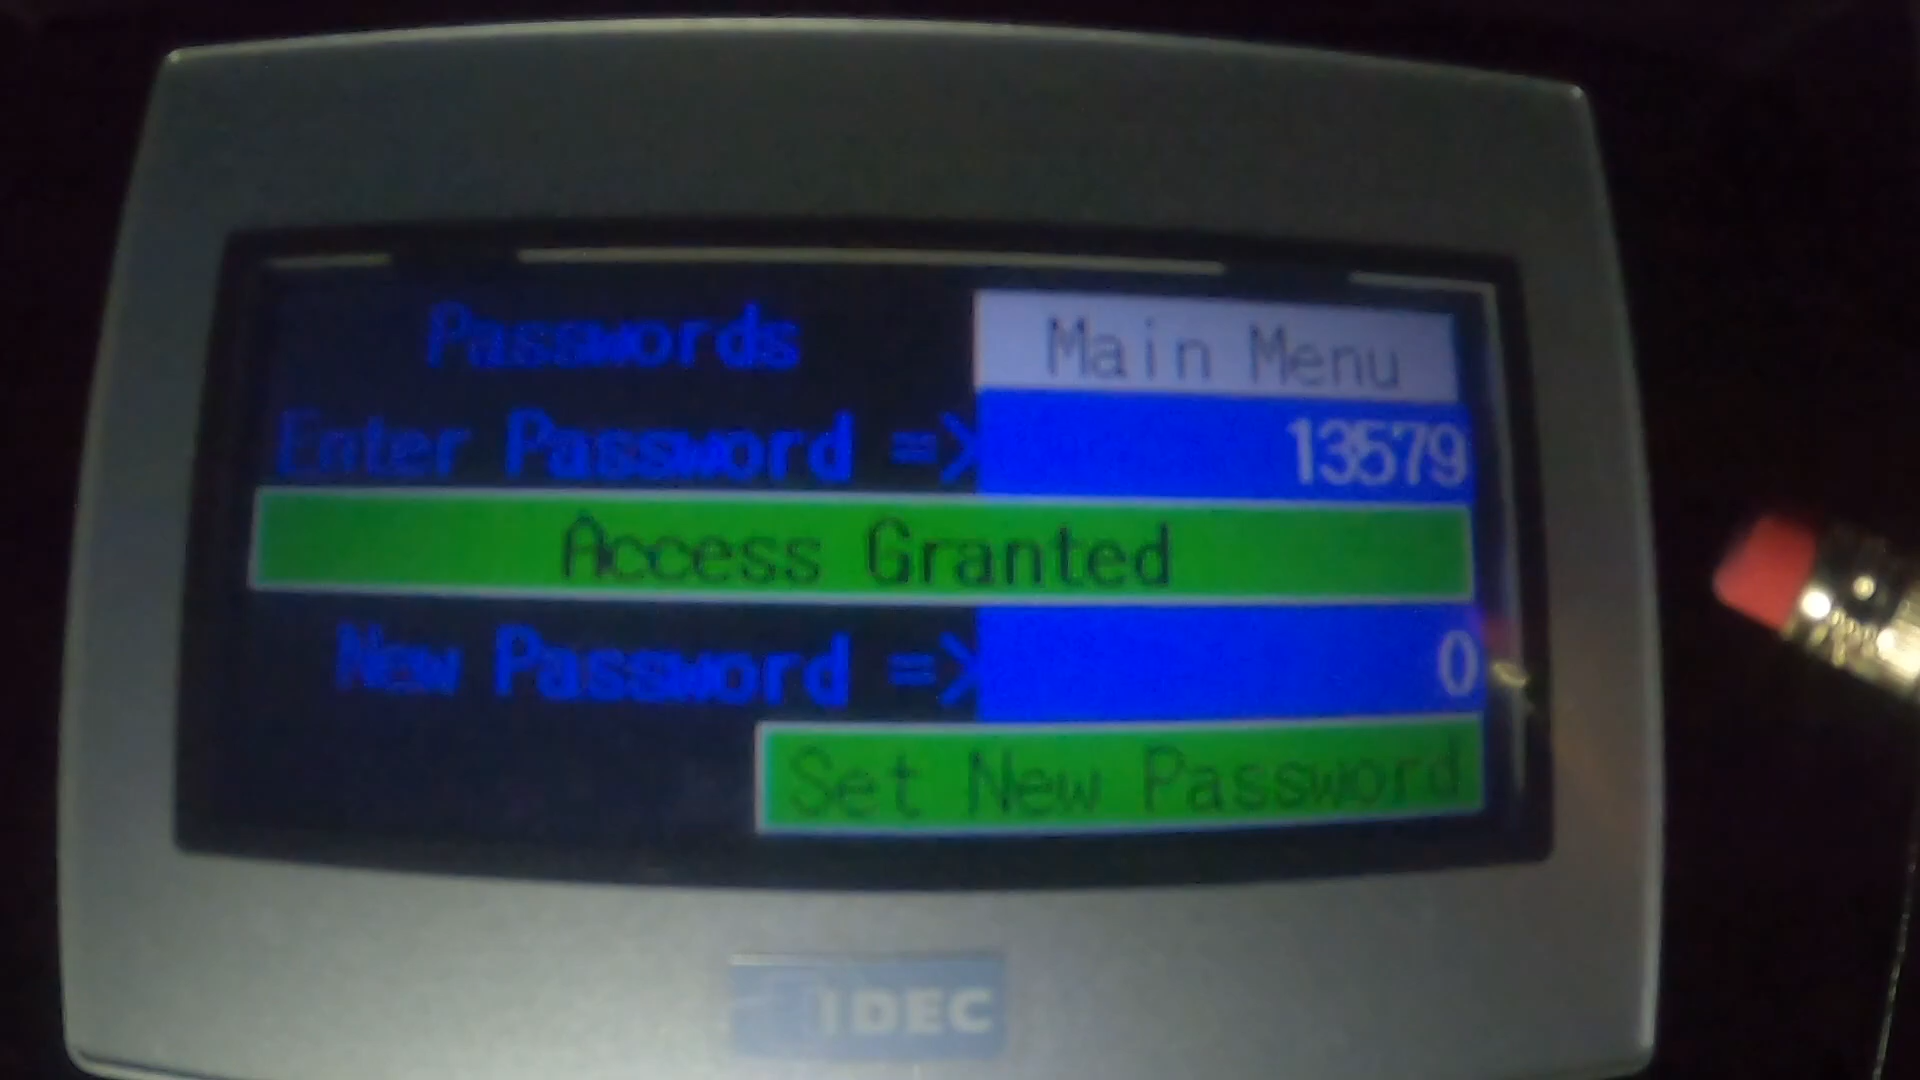 Passwords Main Menu
Enter Password => 13579
Access Granted
New Password => 0
Set New Password
IDEC